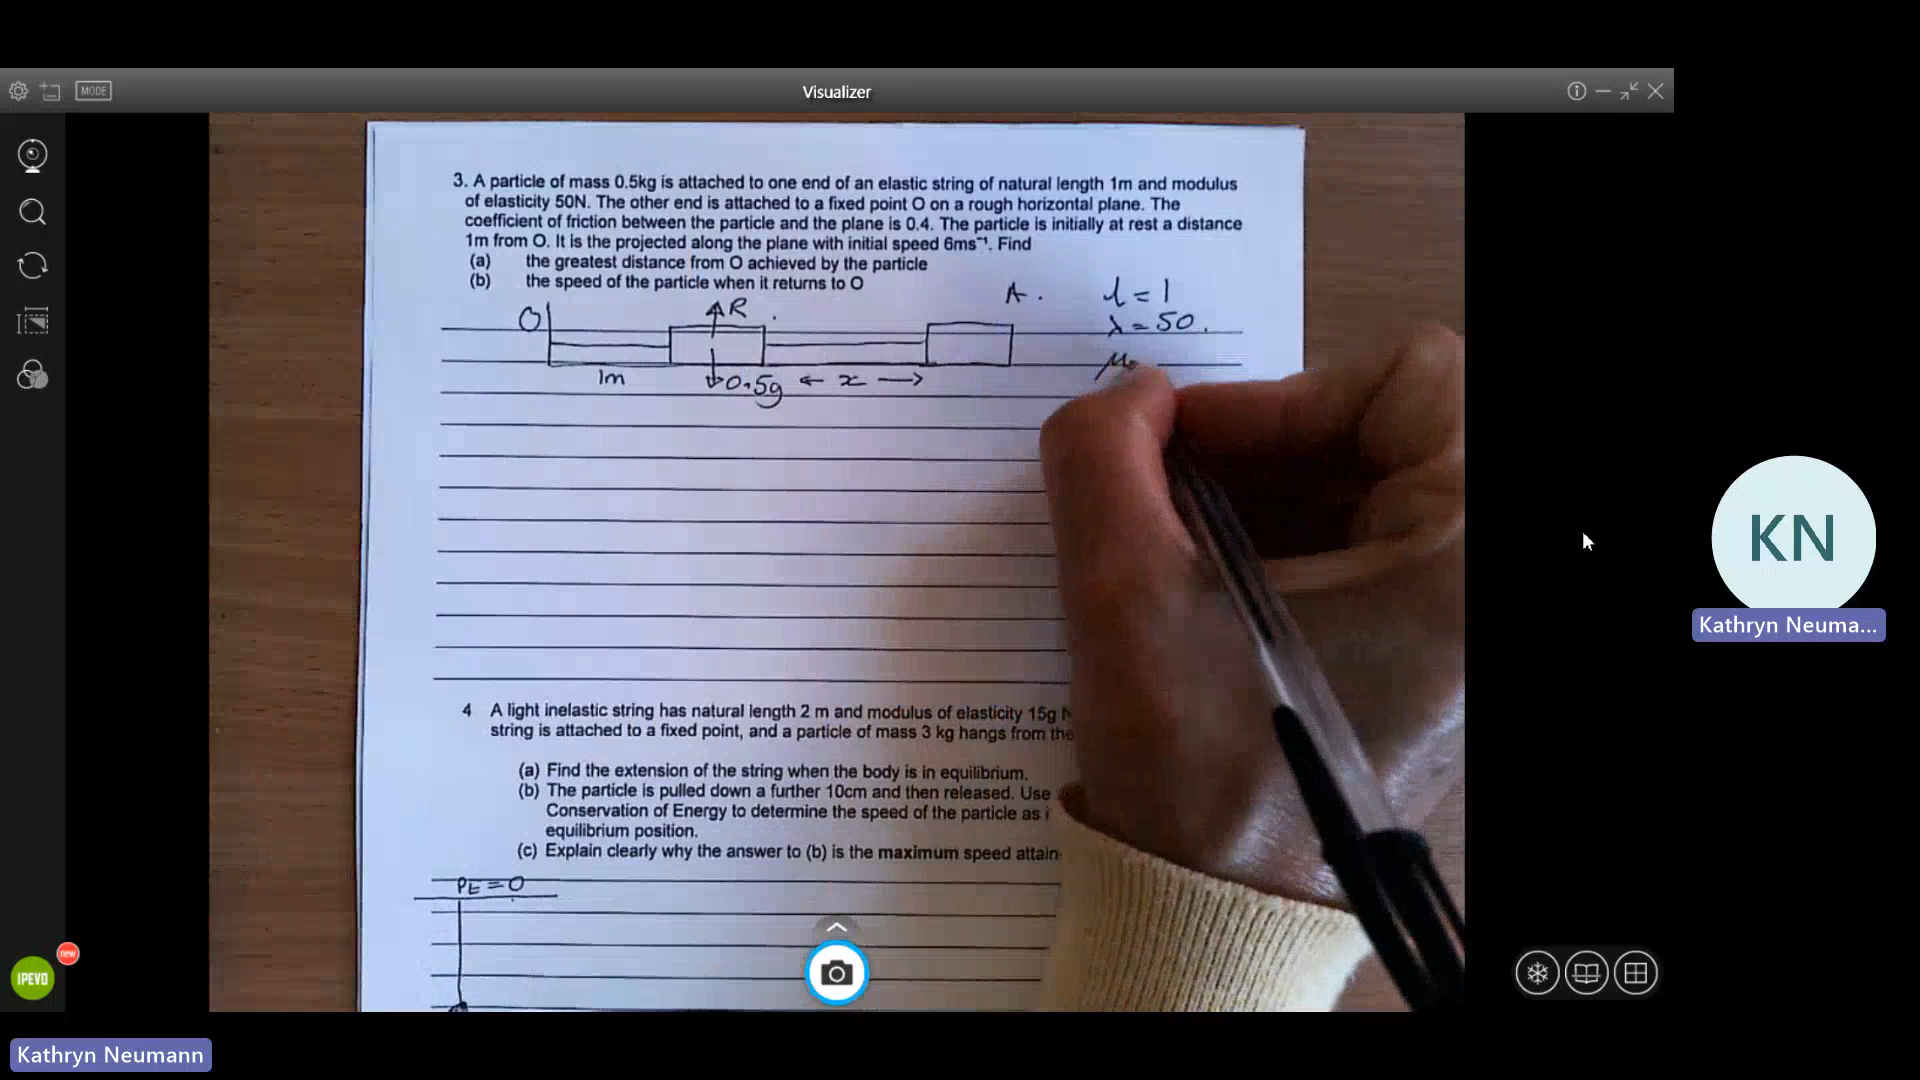 MODE
Visualizer
3. A particle of mass 0.5kg is attached to one end of an elastic string of natural length 1m and modulus
of elasticity 50N. The other end is attached to a fixed point O on a rough horizontal plane. The
coefficient of friction between the particle and the plane is 0.4. The particle is initially at rest a distance
1m from O. It is the projected along the plane with initial speed 6ms⁻¹. Find
(a) the greatest distance from O achieved by the particle
(b) the speed of the particle when it returns to O
A. l = 1
O R λ = 50.
μ
1m 0.5g ← x →
4 A light inelastic string has natural length 2 m and modulus of elasticity 15g N
string is attached to a fixed point, and a particle of mass 3 kg hangs from the
(a) Find the extension of the string when the body is in equilibrium.
(b) The particle is pulled down a further 10cm and then released. Use
Conservation of Energy to determine the speed of the particle as i
equilibrium position.
(c) Explain clearly why the answer to (b) is the maximum speed attain
PE = 0
KN
Kathryn Neuma...
new
IPEVO
Kathryn Neumann